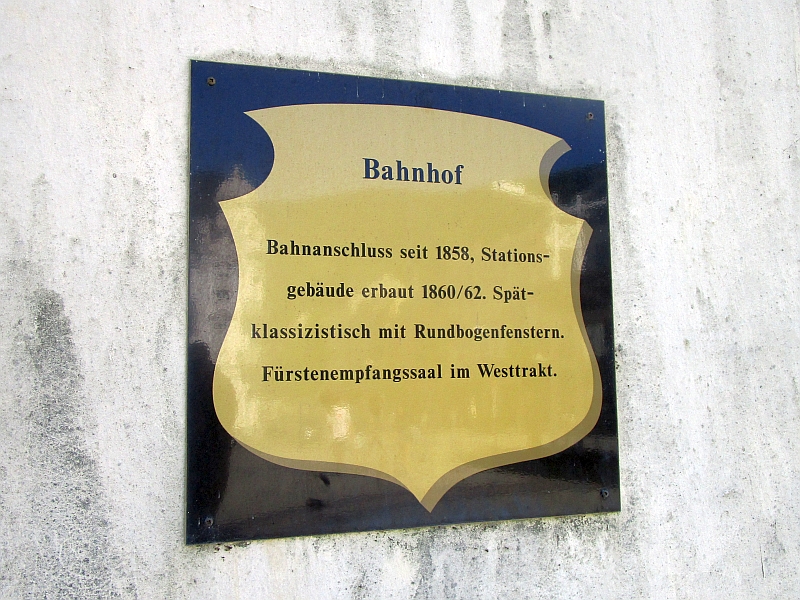 Bahnhof
Bahnanschluss seit 1858, Stations-
gebäude erbaut 1860/62. Spät-
klassizistisch mit Rundbogenfenstern.
Fürstenempfangssaal im Westtrakt.